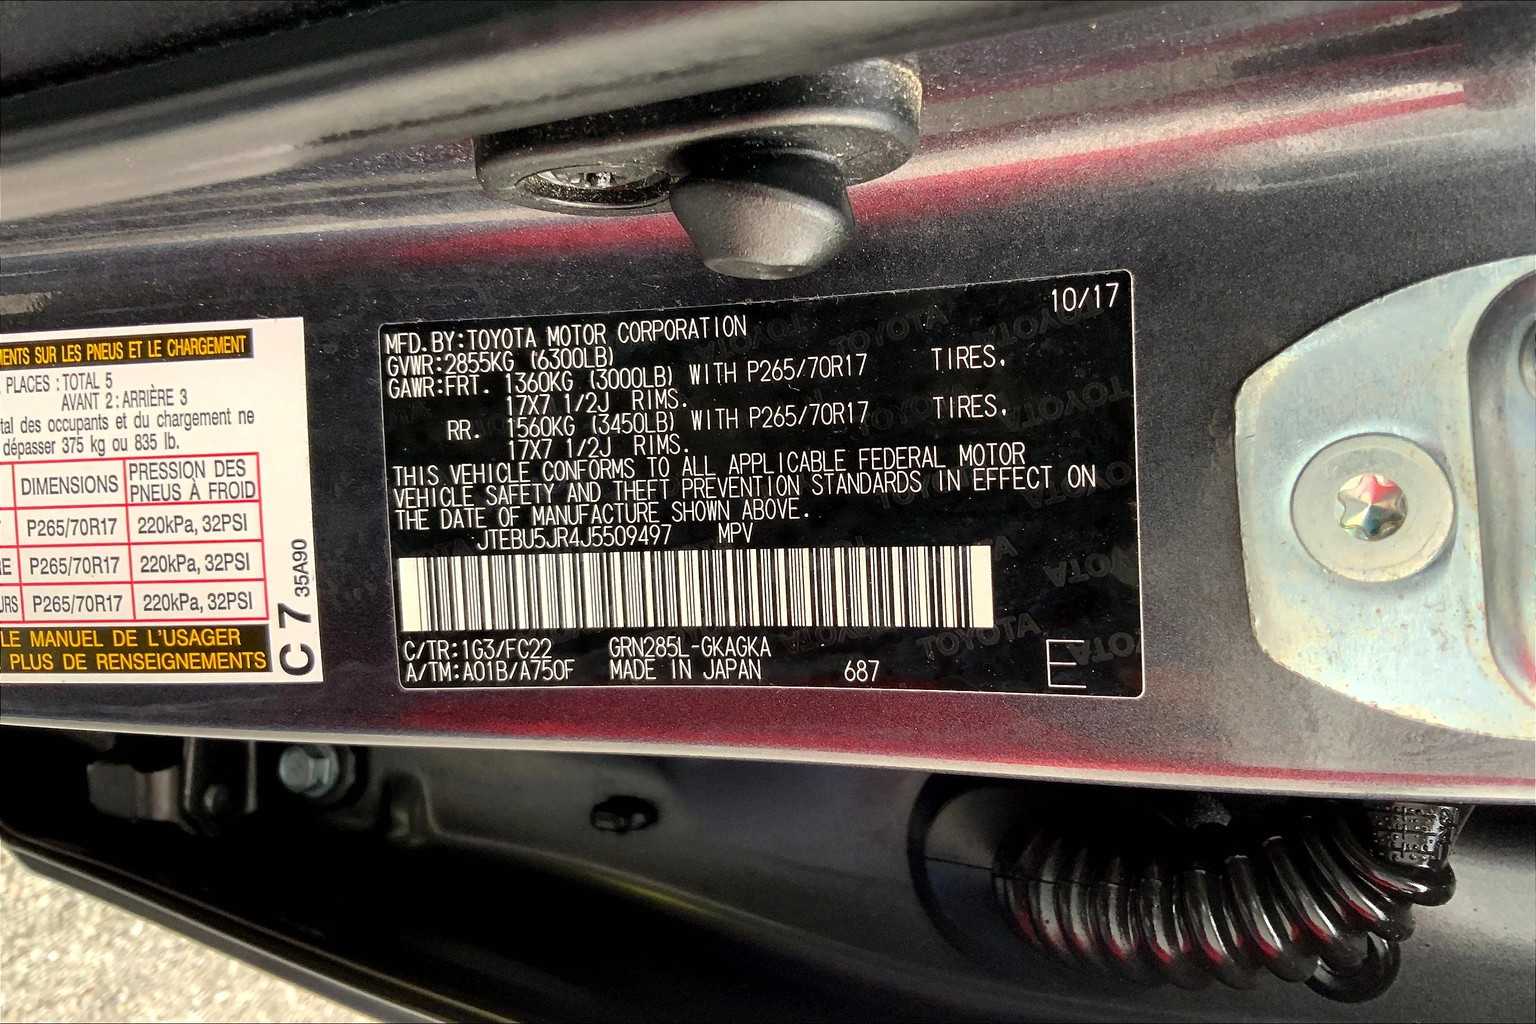 MENTS SUR LES PNEUS ET LE CHARGEMENT
PLACES : TOTAL 5
AVANT 2 : ARRIÈRE 3
tal des occupants et du chargement ne
dépasser 375 kg ou 835 lb.
DIMENSIONS PRESSION DES PNEUS À FROID
P265/70R17 220kPa, 32PSI
RE P265/70R17 220kPa, 32PSI
URS P265/70R17 220kPa, 32PSI
LE MANUEL DE L'USAGER
PLUS DE RENSEIGNEMENTS
C 7 35A90
10/17
MFD. BY: TOYOTA MOTOR CORPORATION
GVWR: 2855KG (6300LB)
GAWR: FRT. 1360KG (3000LB) WITH P265/70R17 TIRES,
17X7 1/2J RIMS.
RR. 1560KG (3450LB) WITH P265/70R17 TIRES,
17X7 1/2J RIMS.
THIS VEHICLE CONFORMS TO ALL APPLICABLE FEDERAL MOTOR
VEHICLE SAFETY AND THEFT PREVENTION STANDARDS IN EFFECT ON
THE DATE OF MANUFACTURE SHOWN ABOVE.
JTEBU5JR4J5509497 MPV
C/TR: 1G3/FC22 GRN285L-GKAGKA
A/TM: A01B/A750F MADE IN JAPAN 687 E
TOYOTA